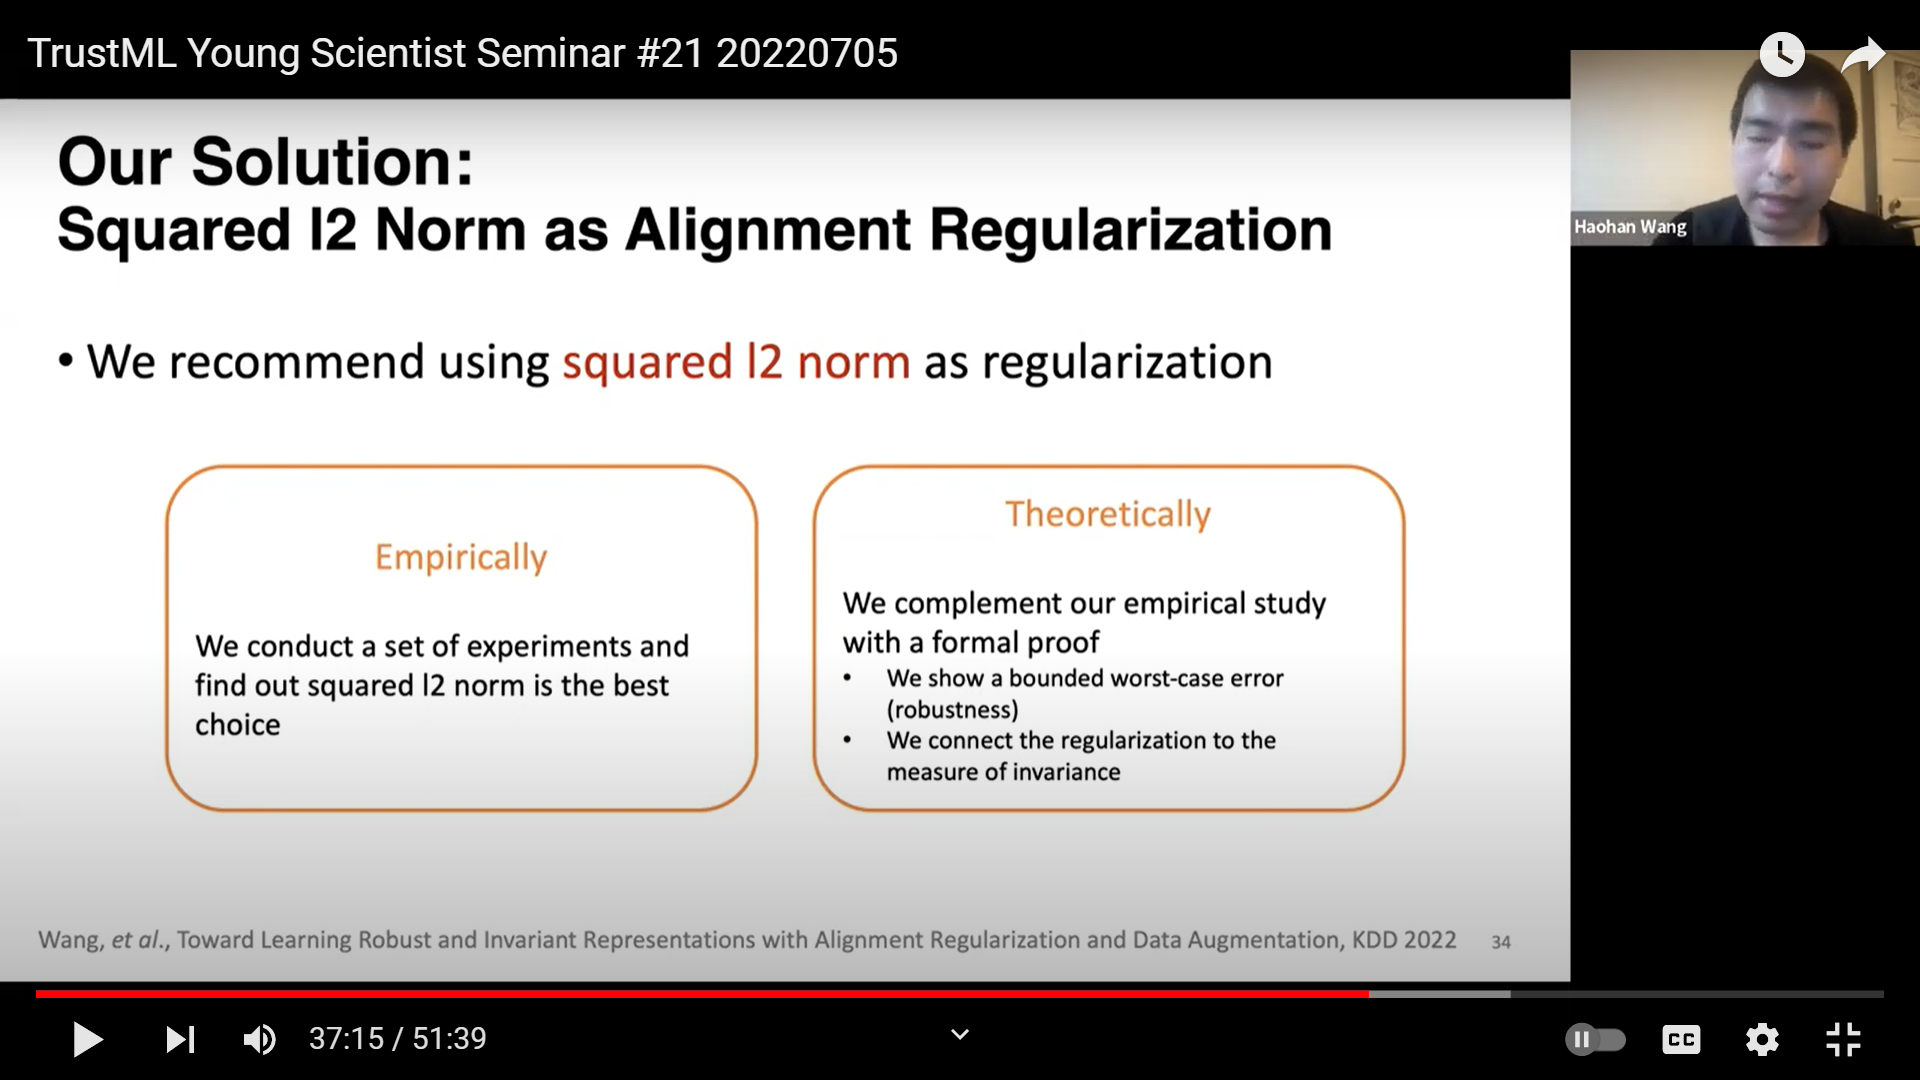 TrustML Young Scientist Seminar #21 20220705
Our Solution:
Squared l2 Norm as Alignment Regularization
Haohan Wang
• We recommend using squared l2 norm as regularization
Empirically
We conduct a set of experiments and
find out squared l2 norm is the best
choice
Theoretically
We complement our empirical study
with a formal proof
• We show a bounded worst-case error
(robustness)
• We connect the regularization to the
measure of invariance
Wang, et al., Toward Learning Robust and Invariant Representations with Alignment Regularization and Data Augmentation, KDD 2022 34
37:15 / 51:39
CC